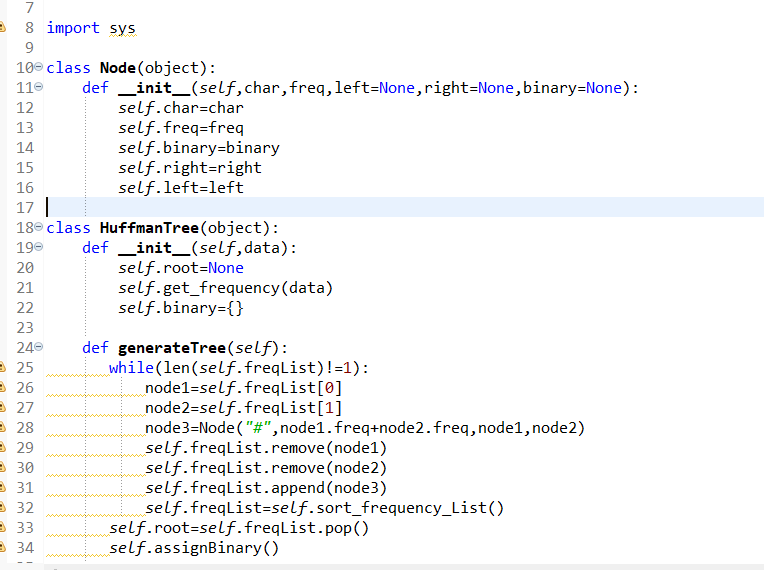 7
8 import sys
9
10 class Node(object):
11     def __init__(self,char,freq,left=None,right=None,binary=None):
12         self.char=char
13         self.freq=freq
14         self.binary=binary
15         self.right=right
16         self.left=left
17
18 class HuffmanTree(object):
19     def __init__(self,data):
20         self.root=None
21         self.get_frequency(data)
22         self.binary={}
23
24     def generateTree(self):
25        while(len(self.freqList)!=1):
26            node1=self.freqList[0]
27            node2=self.freqList[1]
28            node3=Node("#",node1.freq+node2.freq,node1,node2)
29            self.freqList.remove(node1)
30            self.freqList.remove(node2)
31            self.freqList.append(node3)
32            self.freqList=self.sort_frequency_List()
33        self.root=self.freqList.pop()
34        self.assignBinary()